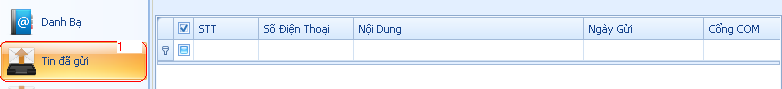 Danh Bạ
1
Tin đã gửi
STT Số Điện Thoại Nội Dung Ngày Gửi Cổng COM